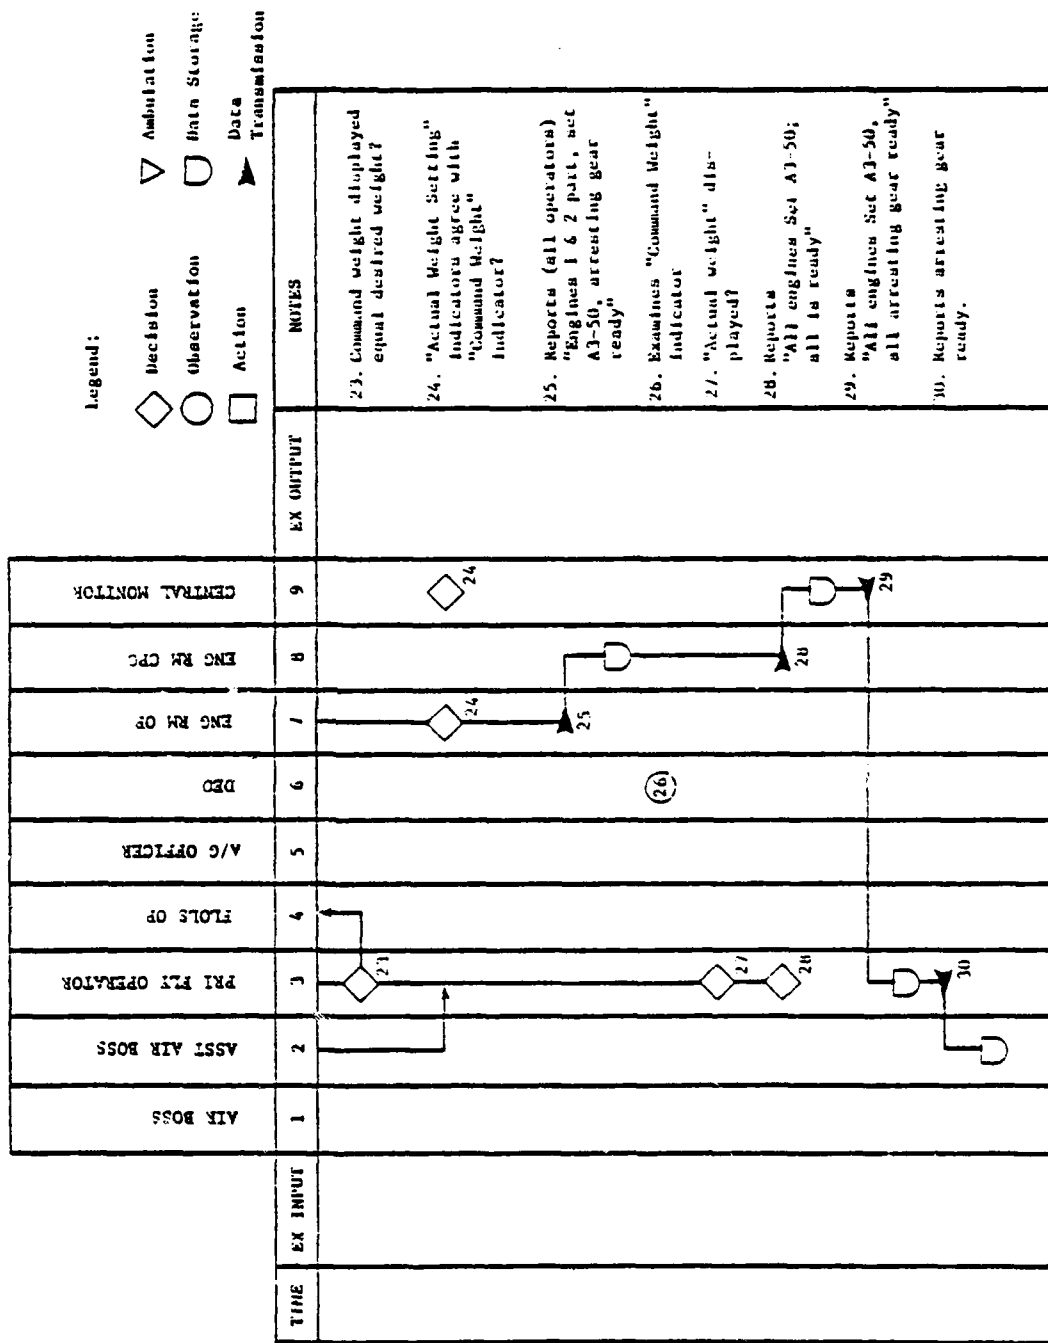 Legend:
Decision
Ambulation
Observation
Data Storage
Action
Data
Transmission
AIR BOSS
ASST AIR BOSS
PRI FLY OPERATOR
FLOLS OP
A/G OFFICER
DEO
ENG RM OP
ENG RM CPC
CENTRAL MONITOR
TIME
EX INPUT
1
2
3
4
5
6
7
8
9
EX OUTPUT
NOTES
23
24
24
25
26
27
28
28
29
30
23. Command weight displayed
equal desired weight?
24. "Actual Weight Setting"
indicators agree with
"Command Weight"
indicator?
25. Reports (all operators)
"Engines 1 & 2 part, set
A3-50, arresting gear
ready"
26. Examines "Command Weight"
indicator
27. "Actual weight" dis-
played?
28. Reports
"All engines Set A3-50;
all is ready"
29. Reports
"All engines Set A3-50,
all arresting gear ready"
30. Reports arresting gear
ready.